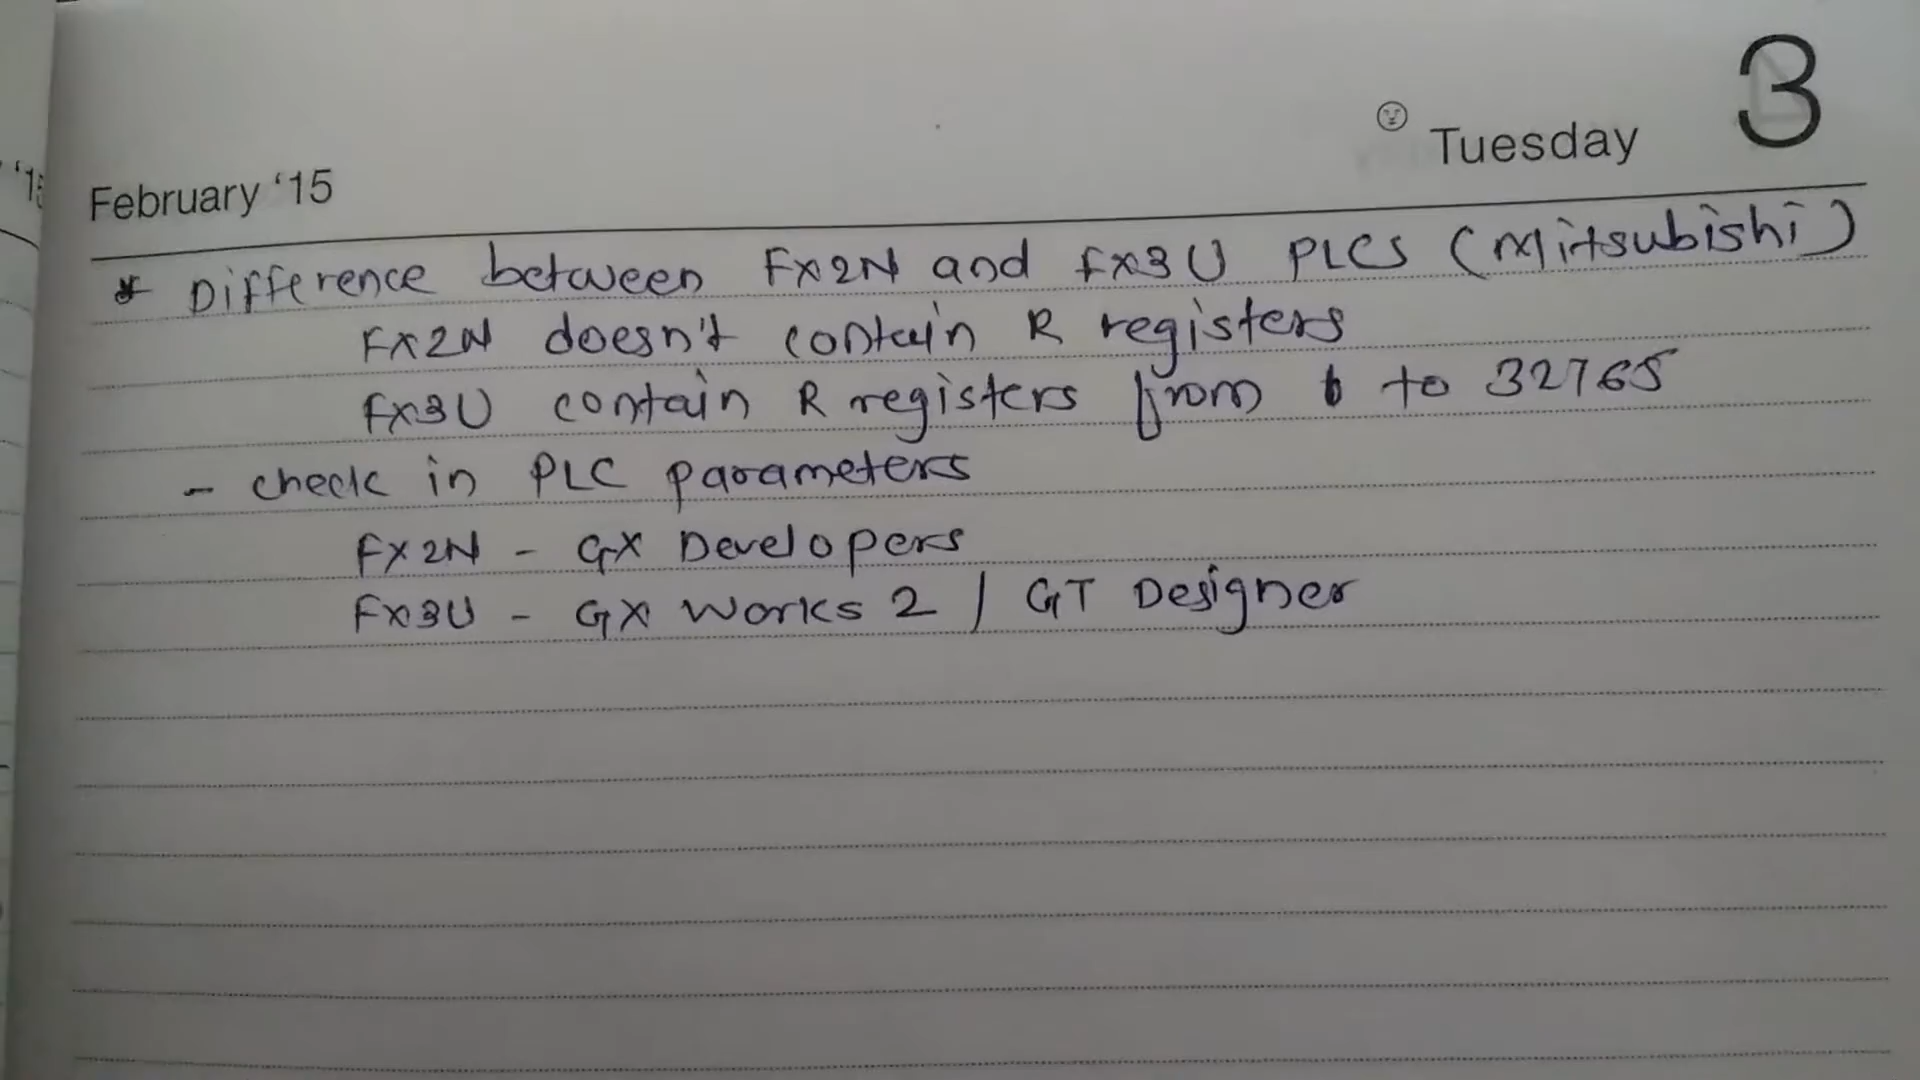 '15
February '15
Tuesday
3
* Difference between FX2N and FX3U PLCS (Mitsubishi)
FX2N doesn't contain R registers
FX3U contain R registers from to 32765
- check in PLC parameters
FX2N - GX Developers
FX3U - GX Works 2 / GT Designer